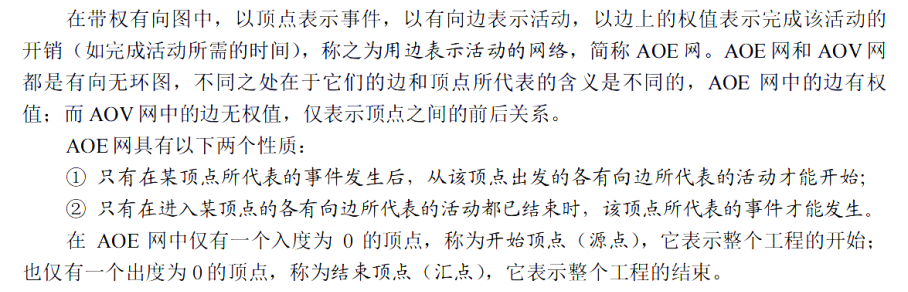 在带权有向图中，以顶点表示事件，以有向边表示活动，以边上的权值表示完成该活动的
开销（如完成活动所需的时间），称之为用边表示活动的网络，简称 AOE 网。AOE 网和 AOV 网
都是有向无环图，不同之处在于它们的边和顶点所代表的含义是不同的，AOE 网中的边有权
值；而 AOV 网中的边无权值，仅表示顶点之间的前后关系。
AOE 网具有以下两个性质：
① 只有在某顶点所代表的事件发生后，从该顶点出发的各有向边所代表的活动才能开始；
② 只有在进入某顶点的各有向边所代表的活动都已结束时，该顶点所代表的事件才能发生。
在 AOE 网中仅有一个入度为 0 的顶点，称为开始顶点（源点），它表示整个工程的开始；
也仅有一个出度为 0 的顶点，称为结束顶点（汇点），它表示整个工程的结束。